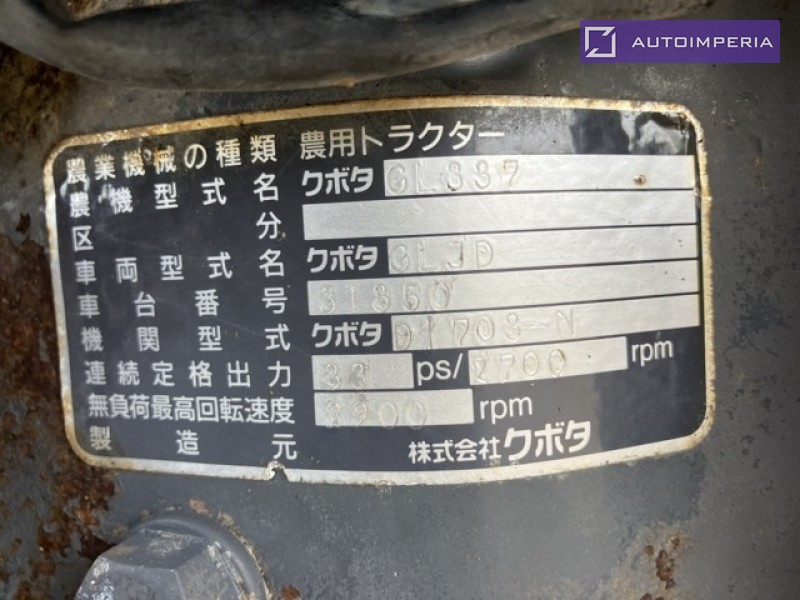 AUTOIMPERIA
農業機械の種類 農用トラクター
農機型式名 クボタ GL337
区分
車両型式名 クボタ GLJD
車台番号 31860
機関型式 クボタ D1703-N
連続定格出力 33 ps/2700 rpm
無負荷最高回転速度 2900 rpm
製造元 株式会社クボタ